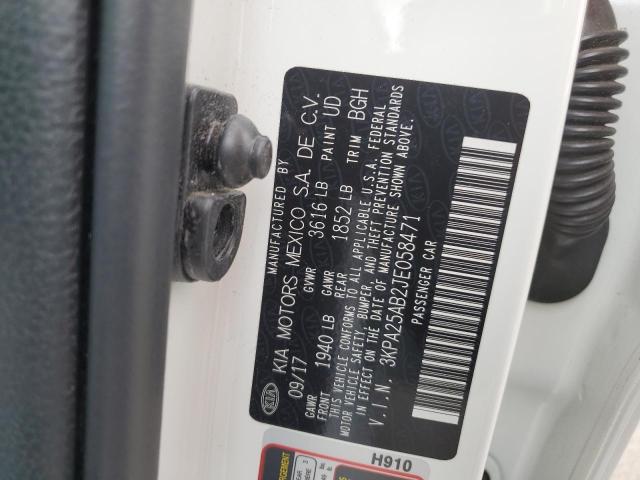 MANUFACTURED BY
KIA KIA MOTORS MEXICO S.A. DE C.V.
09/17 GVWR 3616 LB PAINT UD
GAWR FRONT 1940 LB GAWR REAR 1852 LB TRIM BGH
THIS VEHICLE CONFORMS TO ALL APPLICABLE U.S.A. FEDERAL
MOTOR VEHICLE SAFETY, BUMPER, AND THEFT PREVENTION STANDARDS
IN EFFECT ON THE DATE OF MANUFACTURE SHOWN ABOVE.
V.I.N. 3KPA25AB2JE058471
PASSENGER CAR
H910